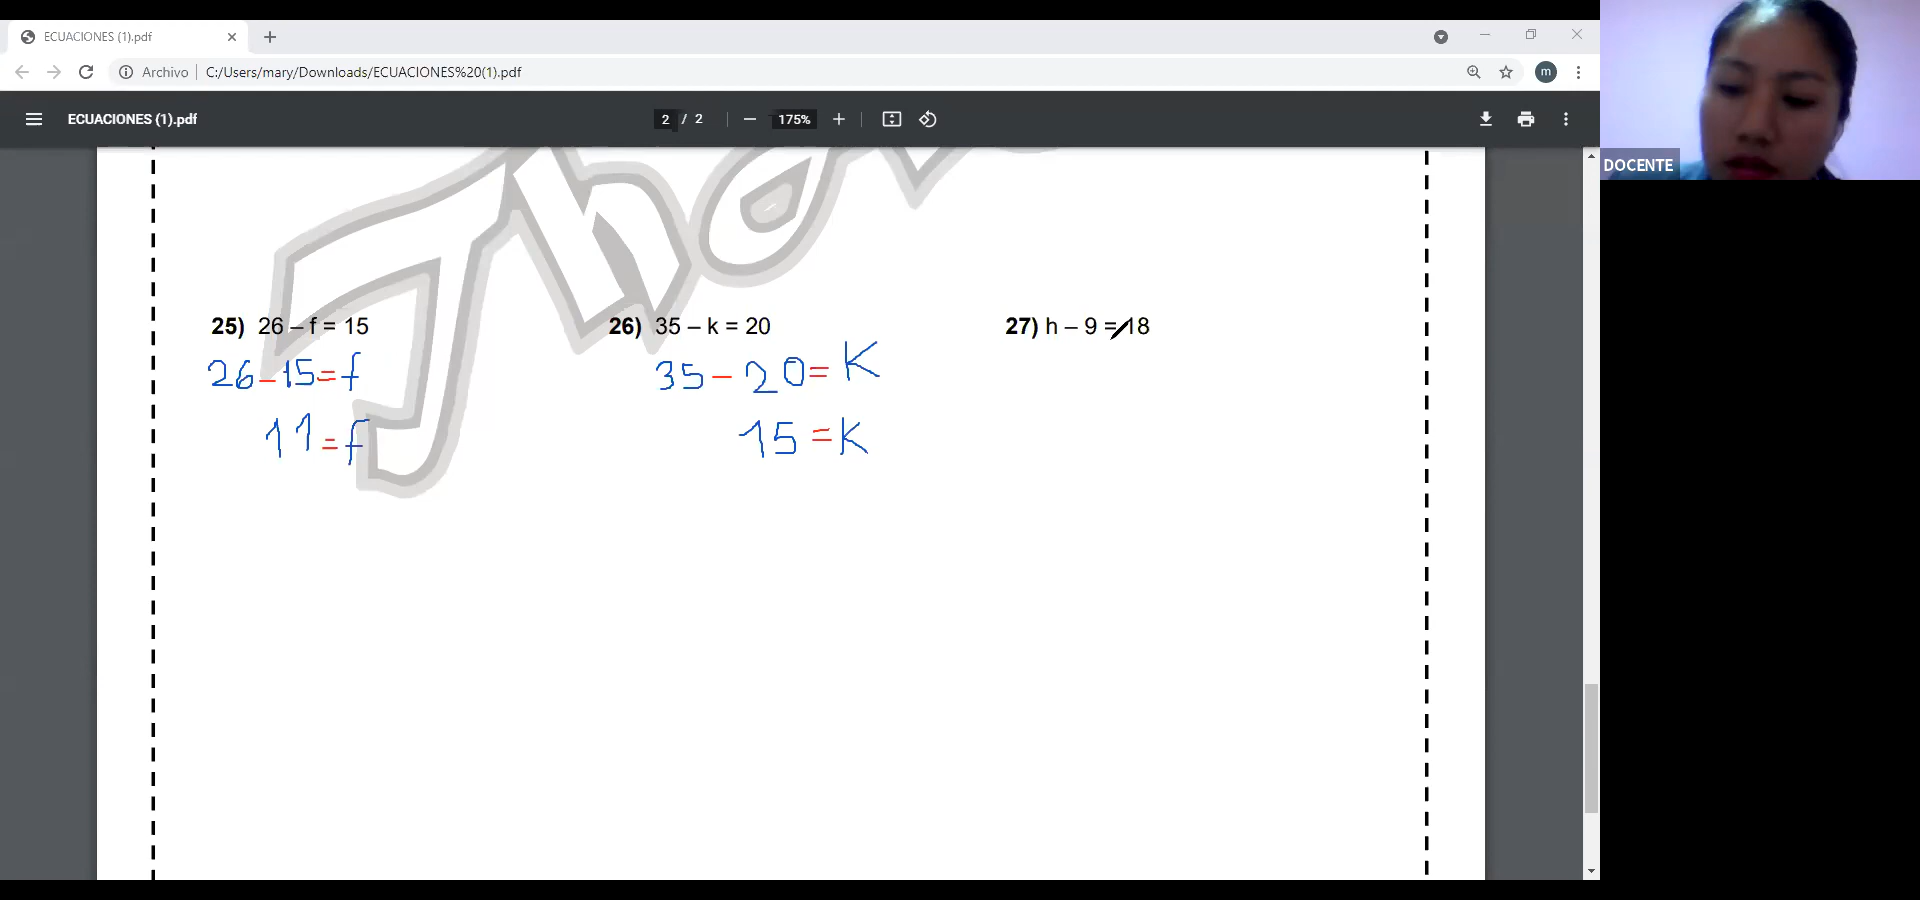 ECUACIONES (1).pdf
Archivo C:/Users/mary/Downloads/ECUACIONES%20(1).pdf
m
ECUACIONES (1).pdf
2 / 2
175%
DOCENTE
25) 26 – f = 15
26 – 15 = f
11 = f
26) 35 – k = 20
35 – 20 = K
15 = K
27) h – 9 = 18